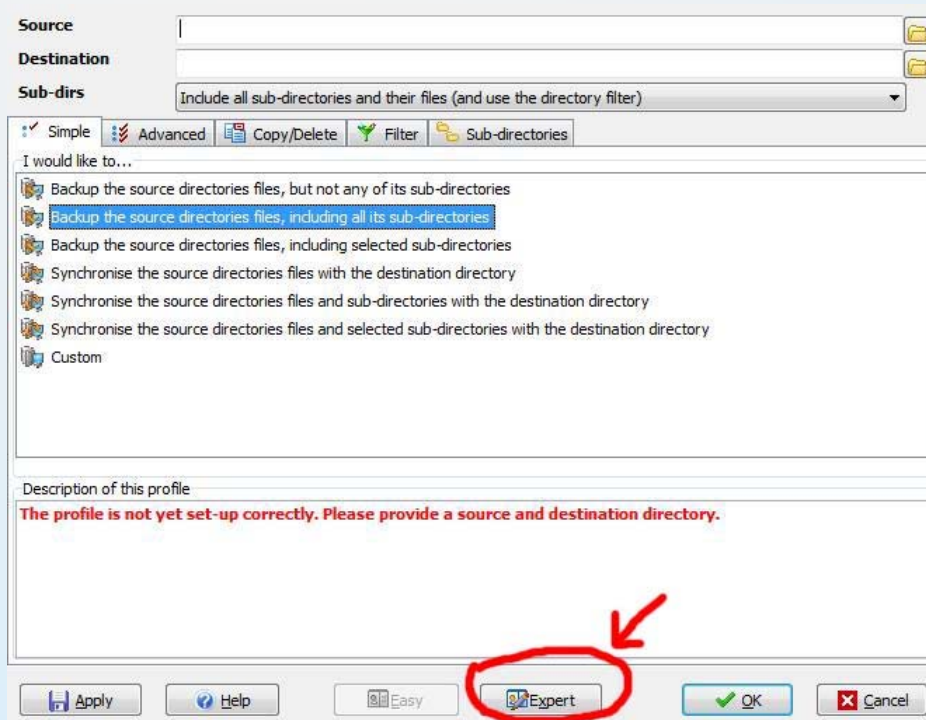 Source
Destination
Sub-dirs Include all sub-directories and their files (and use the directory filter)
Simple Advanced Copy/Delete Filter Sub-directories
I would like to...
Backup the source directories files, but not any of its sub-directories
Backup the source directories files, including all its sub-directories
Backup the source directories files, including selected sub-directories
Synchronise the source directories files with the destination directory
Synchronise the source directories files and sub-directories with the destination directory
Synchronise the source directories files and selected sub-directories with the destination directory
Custom
Description of this profile
The profile is not yet set-up correctly. Please provide a source and destination directory.
Apply Help Easy Expert OK Cancel